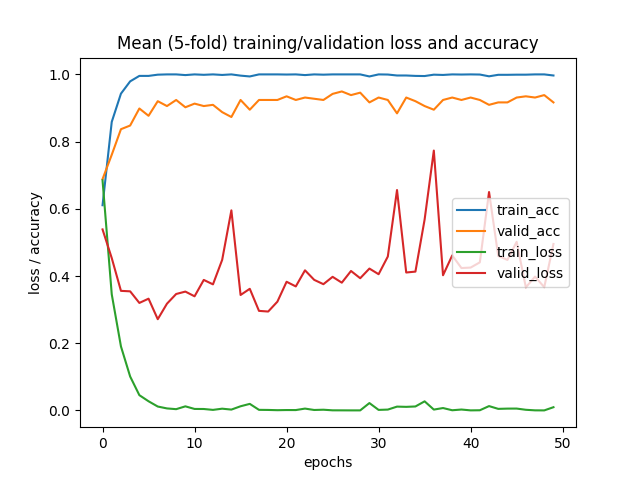 Mean (5-fold) training/validation loss and accuracy
1.0
0.8
0.6
0.4
0.2
0.0
loss / accuracy
train_acc
valid_acc
train_loss
valid_loss
0 10 20 30 40 50
epochs